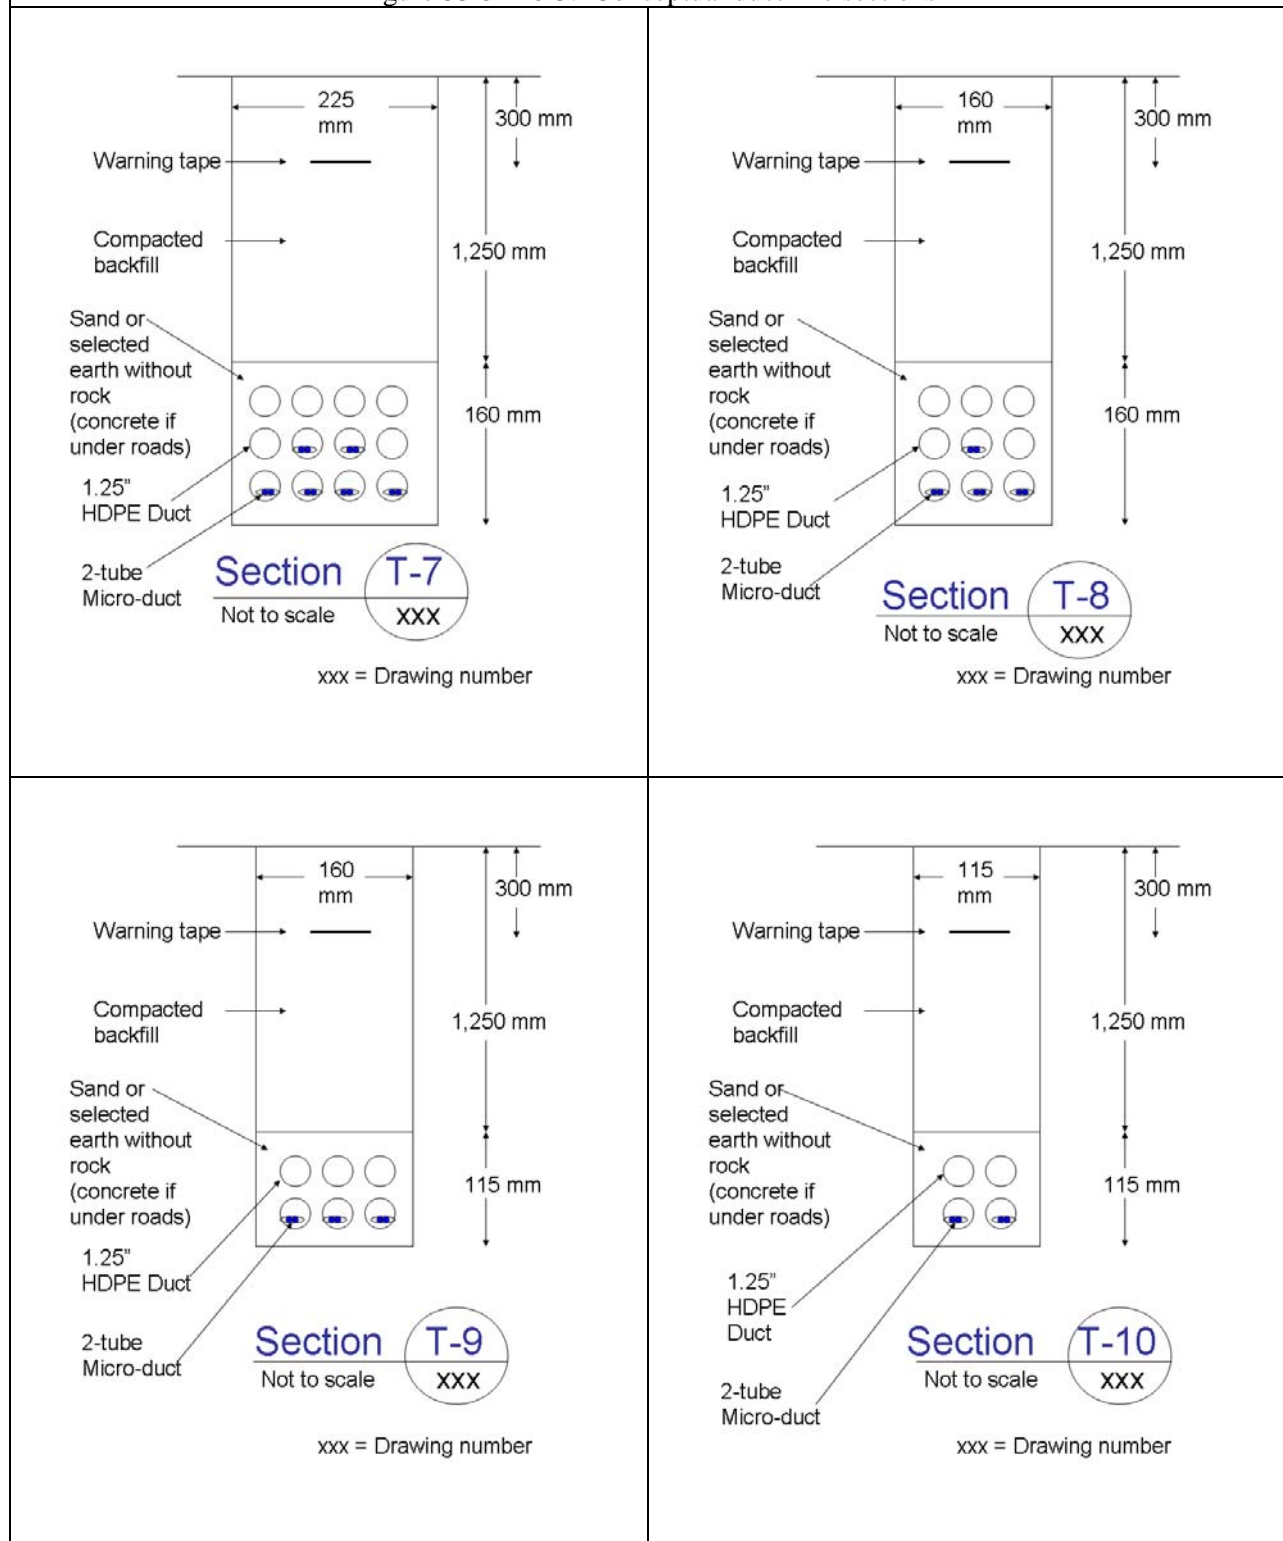 225
mm
300 mm
Warning tape
Compacted
backfill
1,250 mm
Sand or
selected
earth without
rock
(concrete if
under roads)
160 mm
1.25"
HDPE Duct
2-tube
Micro-duct
Section T-7
Not to scale XXX
xxx = Drawing number
160
mm
300 mm
Warning tape
Compacted
backfill
1,250 mm
Sand or
selected
earth without
rock
(concrete if
under roads)
160 mm
1.25"
HDPE Duct
2-tube
Micro-duct
Section T-8
Not to scale XXX
xxx = Drawing number
160
mm
300 mm
Warning tape
Compacted
backfill
1,250 mm
Sand or
selected
earth without
rock
(concrete if
under roads)
115 mm
1.25"
HDPE Duct
2-tube
Micro-duct
Section T-9
Not to scale XXX
xxx = Drawing number
115
mm
300 mm
Warning tape
Compacted
backfill
1,250 mm
Sand or
selected
earth without
rock
(concrete if
under roads)
115 mm
1.25"
HDPE
Duct
2-tube
Micro-duct
Section T-10
Not to scale XXX
xxx = Drawing number